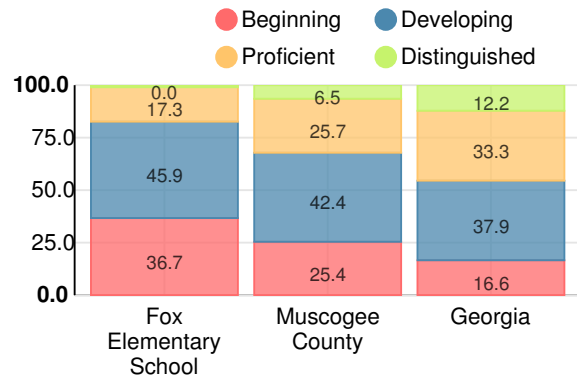 Beginning
Developing
Proficient
Distinguished
100.0
75.0
50.0
25.0
0.0
0.0
17.3
45.9
36.7
6.5
25.7
42.4
25.4
12.2
33.3
37.9
16.6
Fox
Elementary
School
Muscogee
County
Georgia